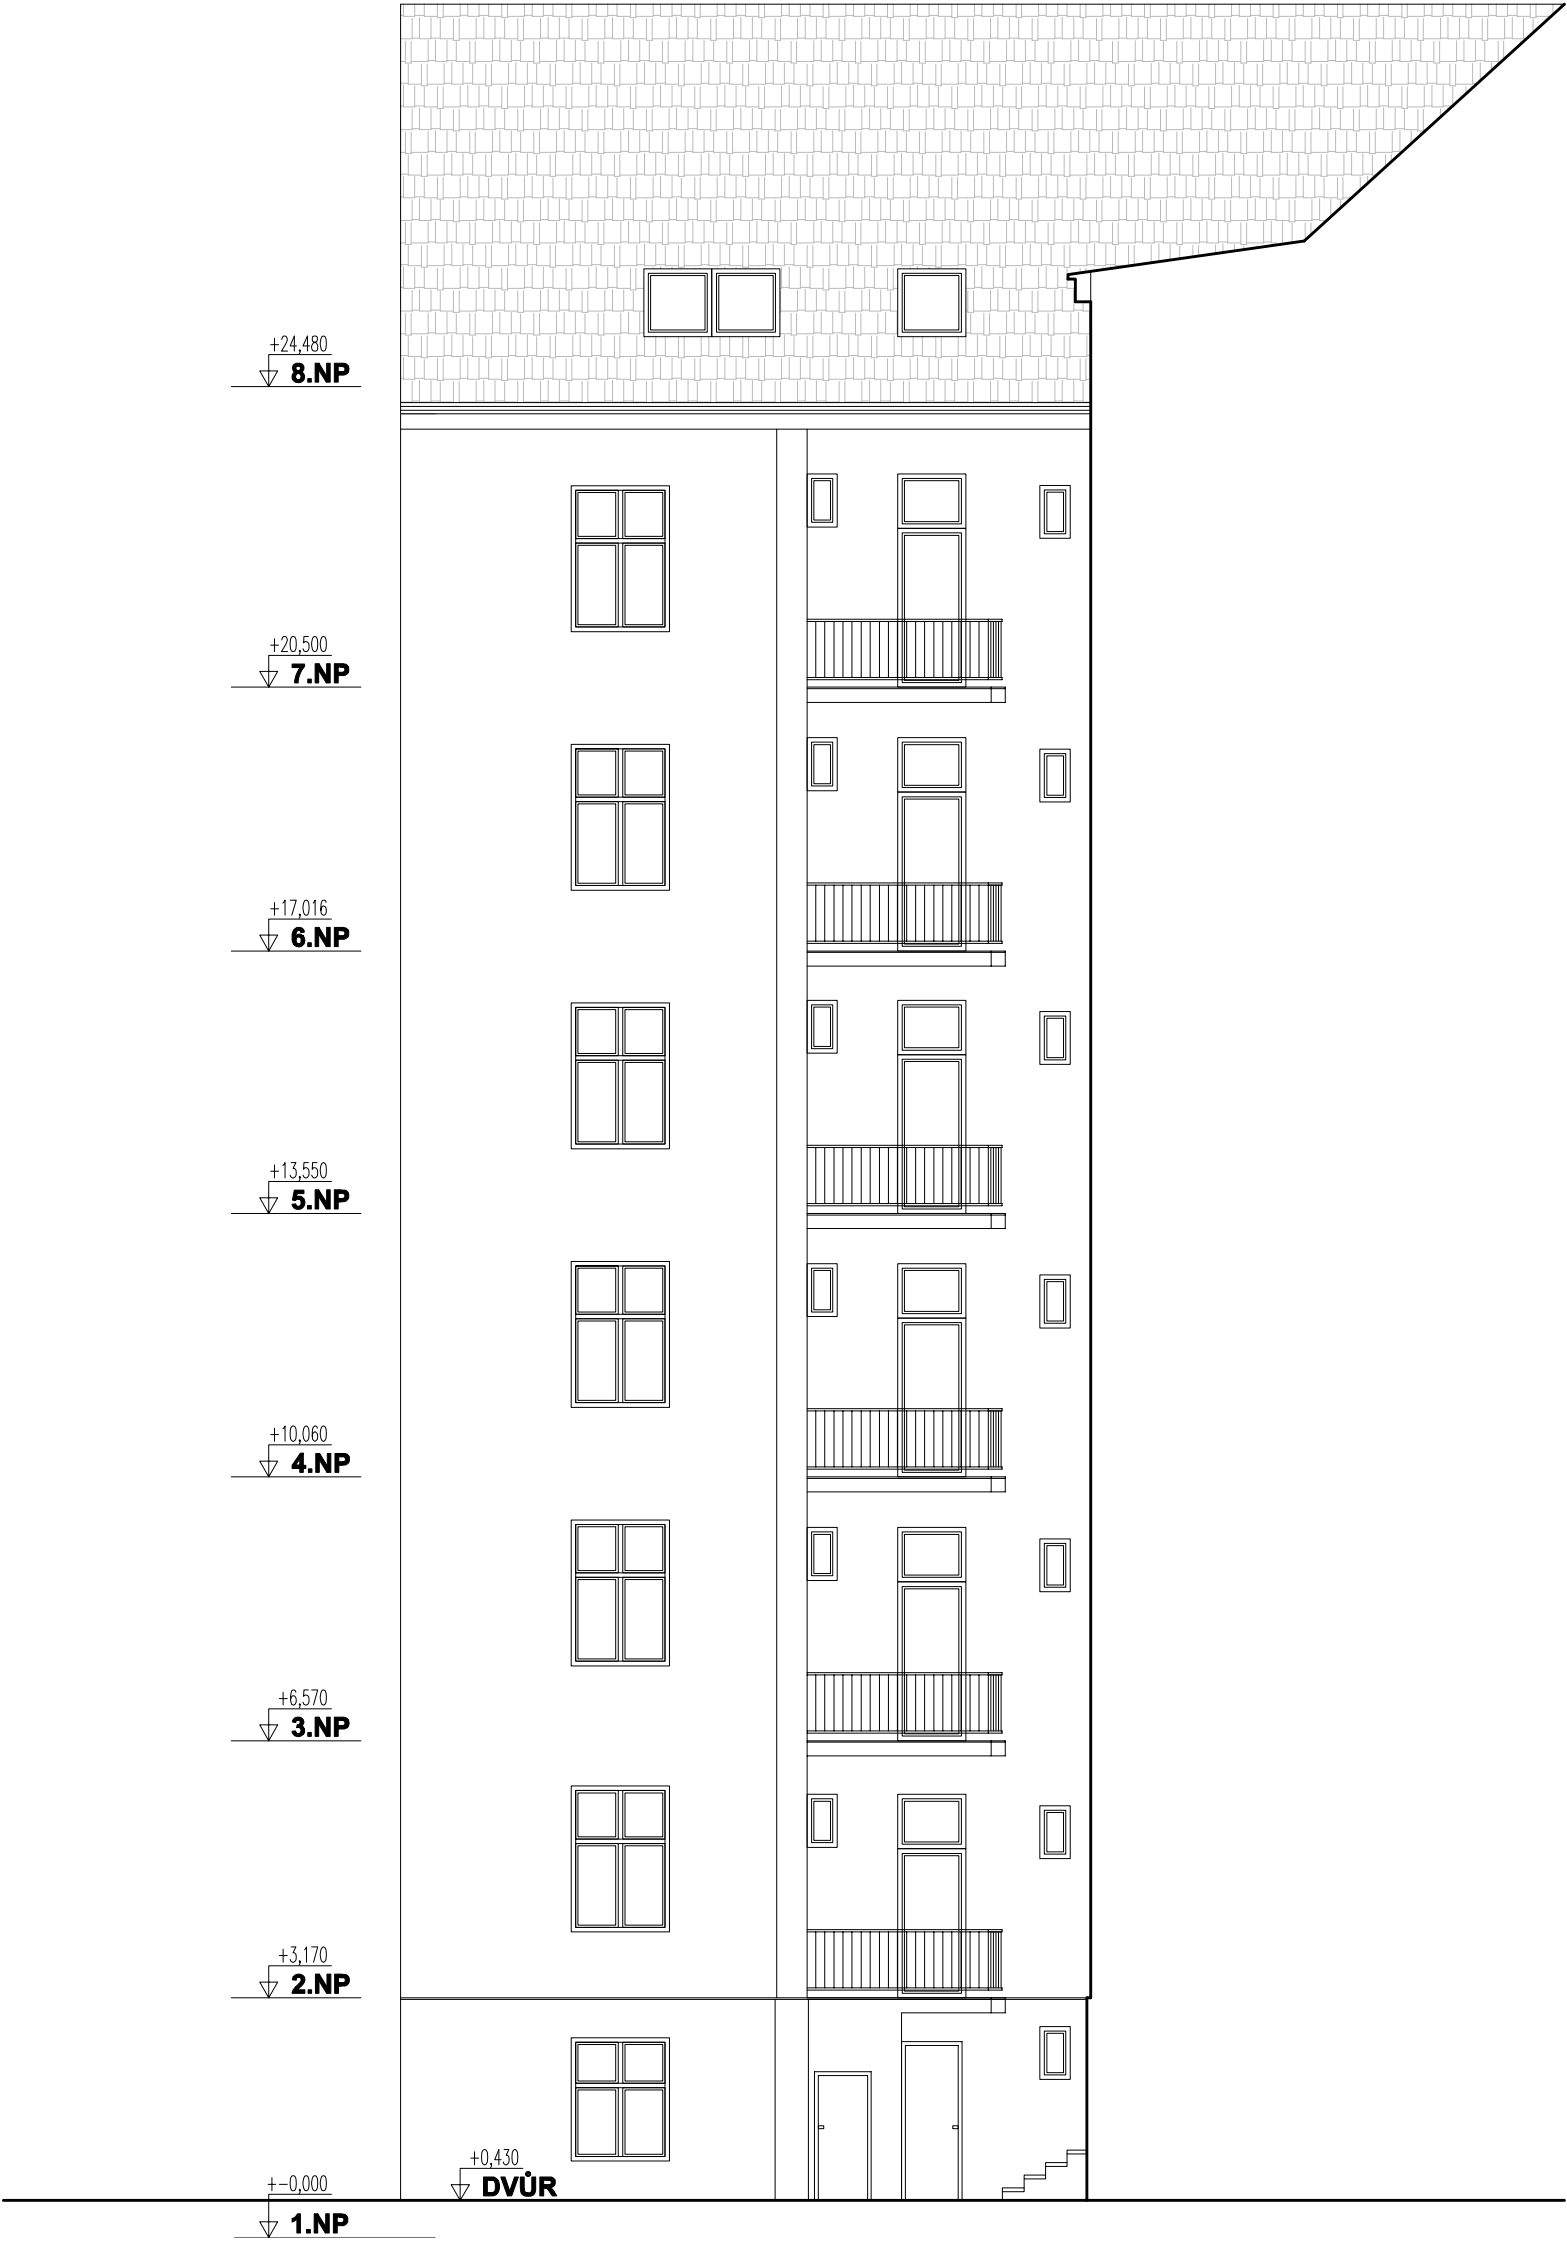 +24,480
8.NP
+20,500
7.NP
+17,016
6.NP
+13,550
5.NP
+10,060
4.NP
+6,570
3.NP
+3,170
2.NP
+0,430
DVŮR
+-0,000
1.NP